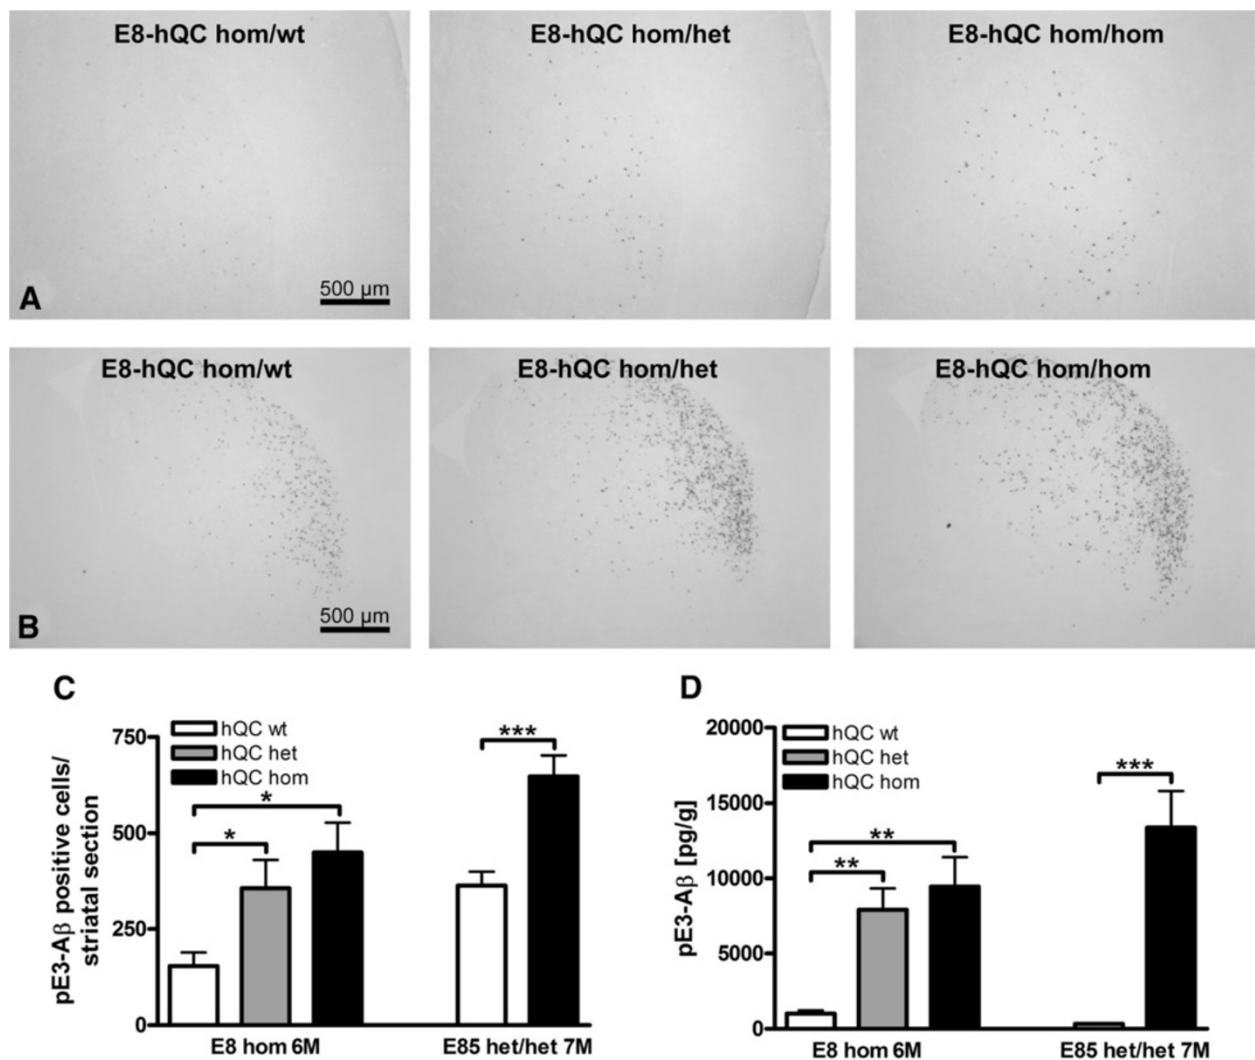 E8-hQC hom/wt
E8-hQC hom/het
E8-hQC hom/hom
500 µm
A
E8-hQC hom/wt
E8-hQC hom/het
E8-hQC hom/hom
500 µm
B
C
hQC wt
hQC het
hQC hom
***
*
*
750
500
250
0
pE3-Aβ positive cells/
striatal section
E8 hom 6M
E85 het/het 7M
D
hQC wt
hQC het
hQC hom
***
**
**
20000
15000
10000
5000
0
pE3-Aβ [pg/g]
E8 hom 6M
E85 het/het 7M